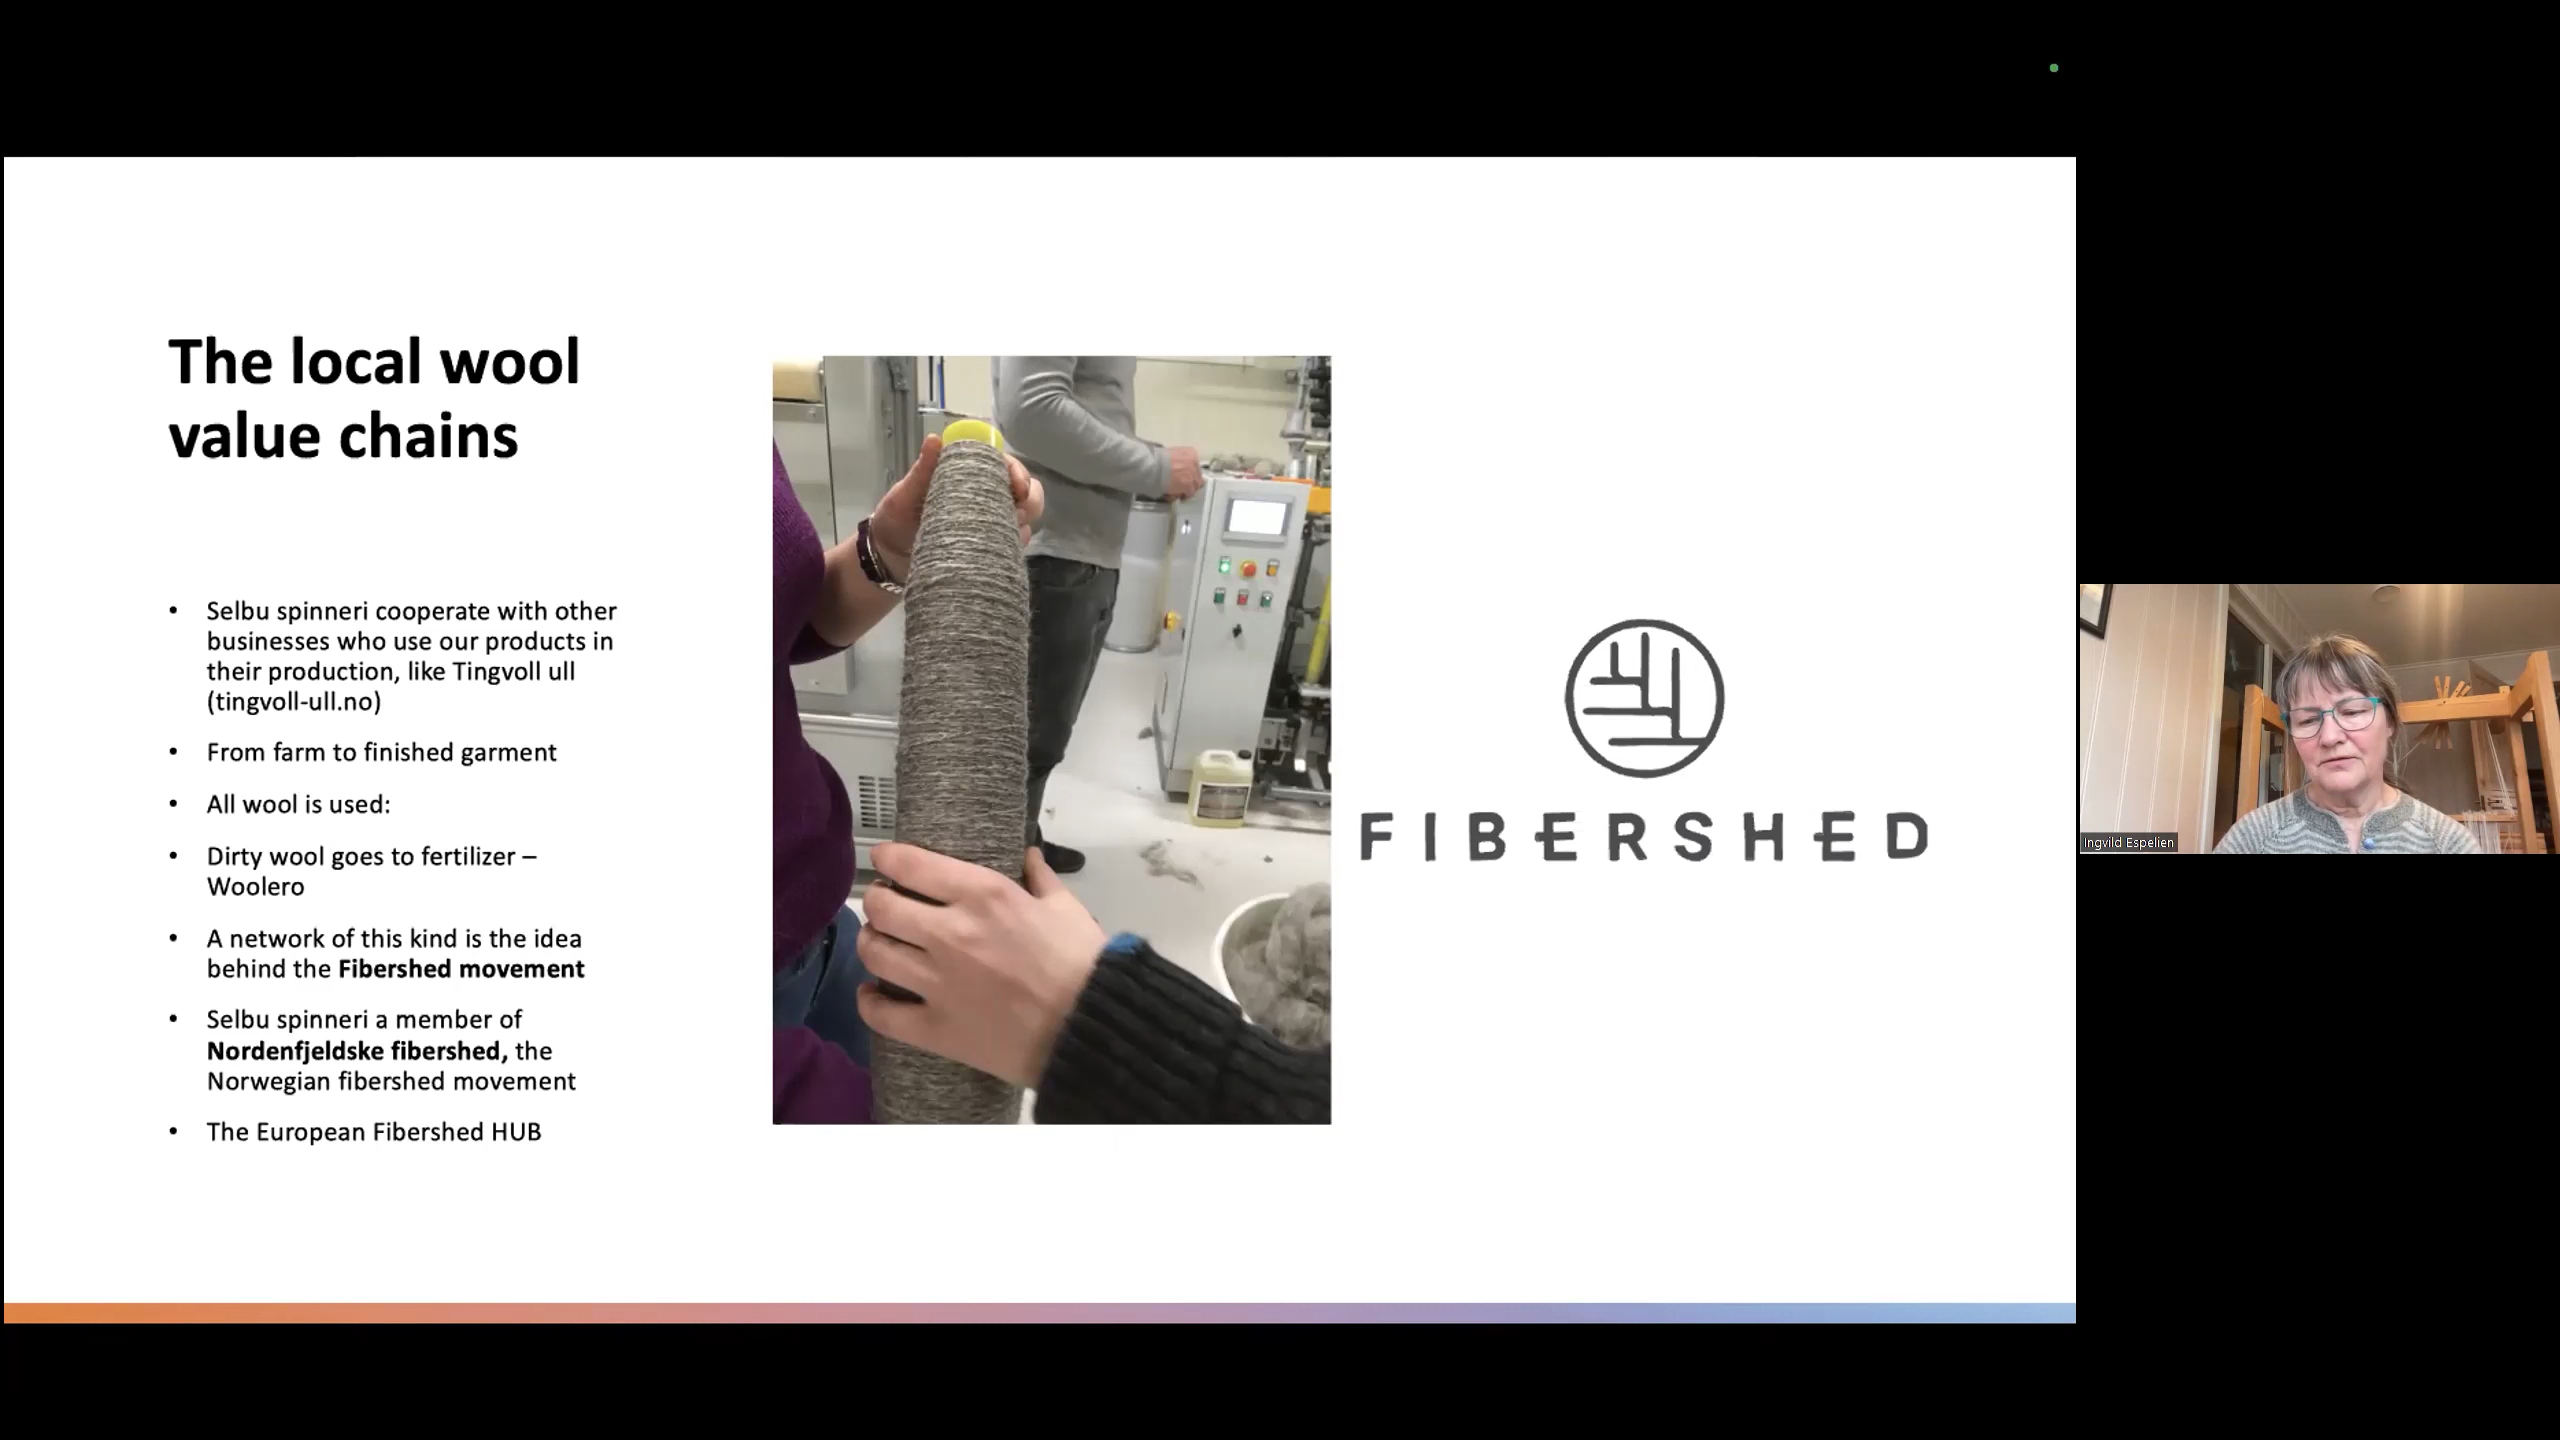 The local wool
value chains
• Selbu spinneri cooperate with other
businesses who use our products in
their production, like Tingvoll ull
(tingvoll-ull.no)
• From farm to finished garment
• All wool is used:
• Dirty wool goes to fertilizer –
Woolero
• A network of this kind is the idea
behind the Fibershed movement
• Selbu spinneri a member of
Nordenfjeldske fibershed, the
Norwegian fibershed movement
• The European Fibershed HUB
FIBERSHED
Ingvild Espelien